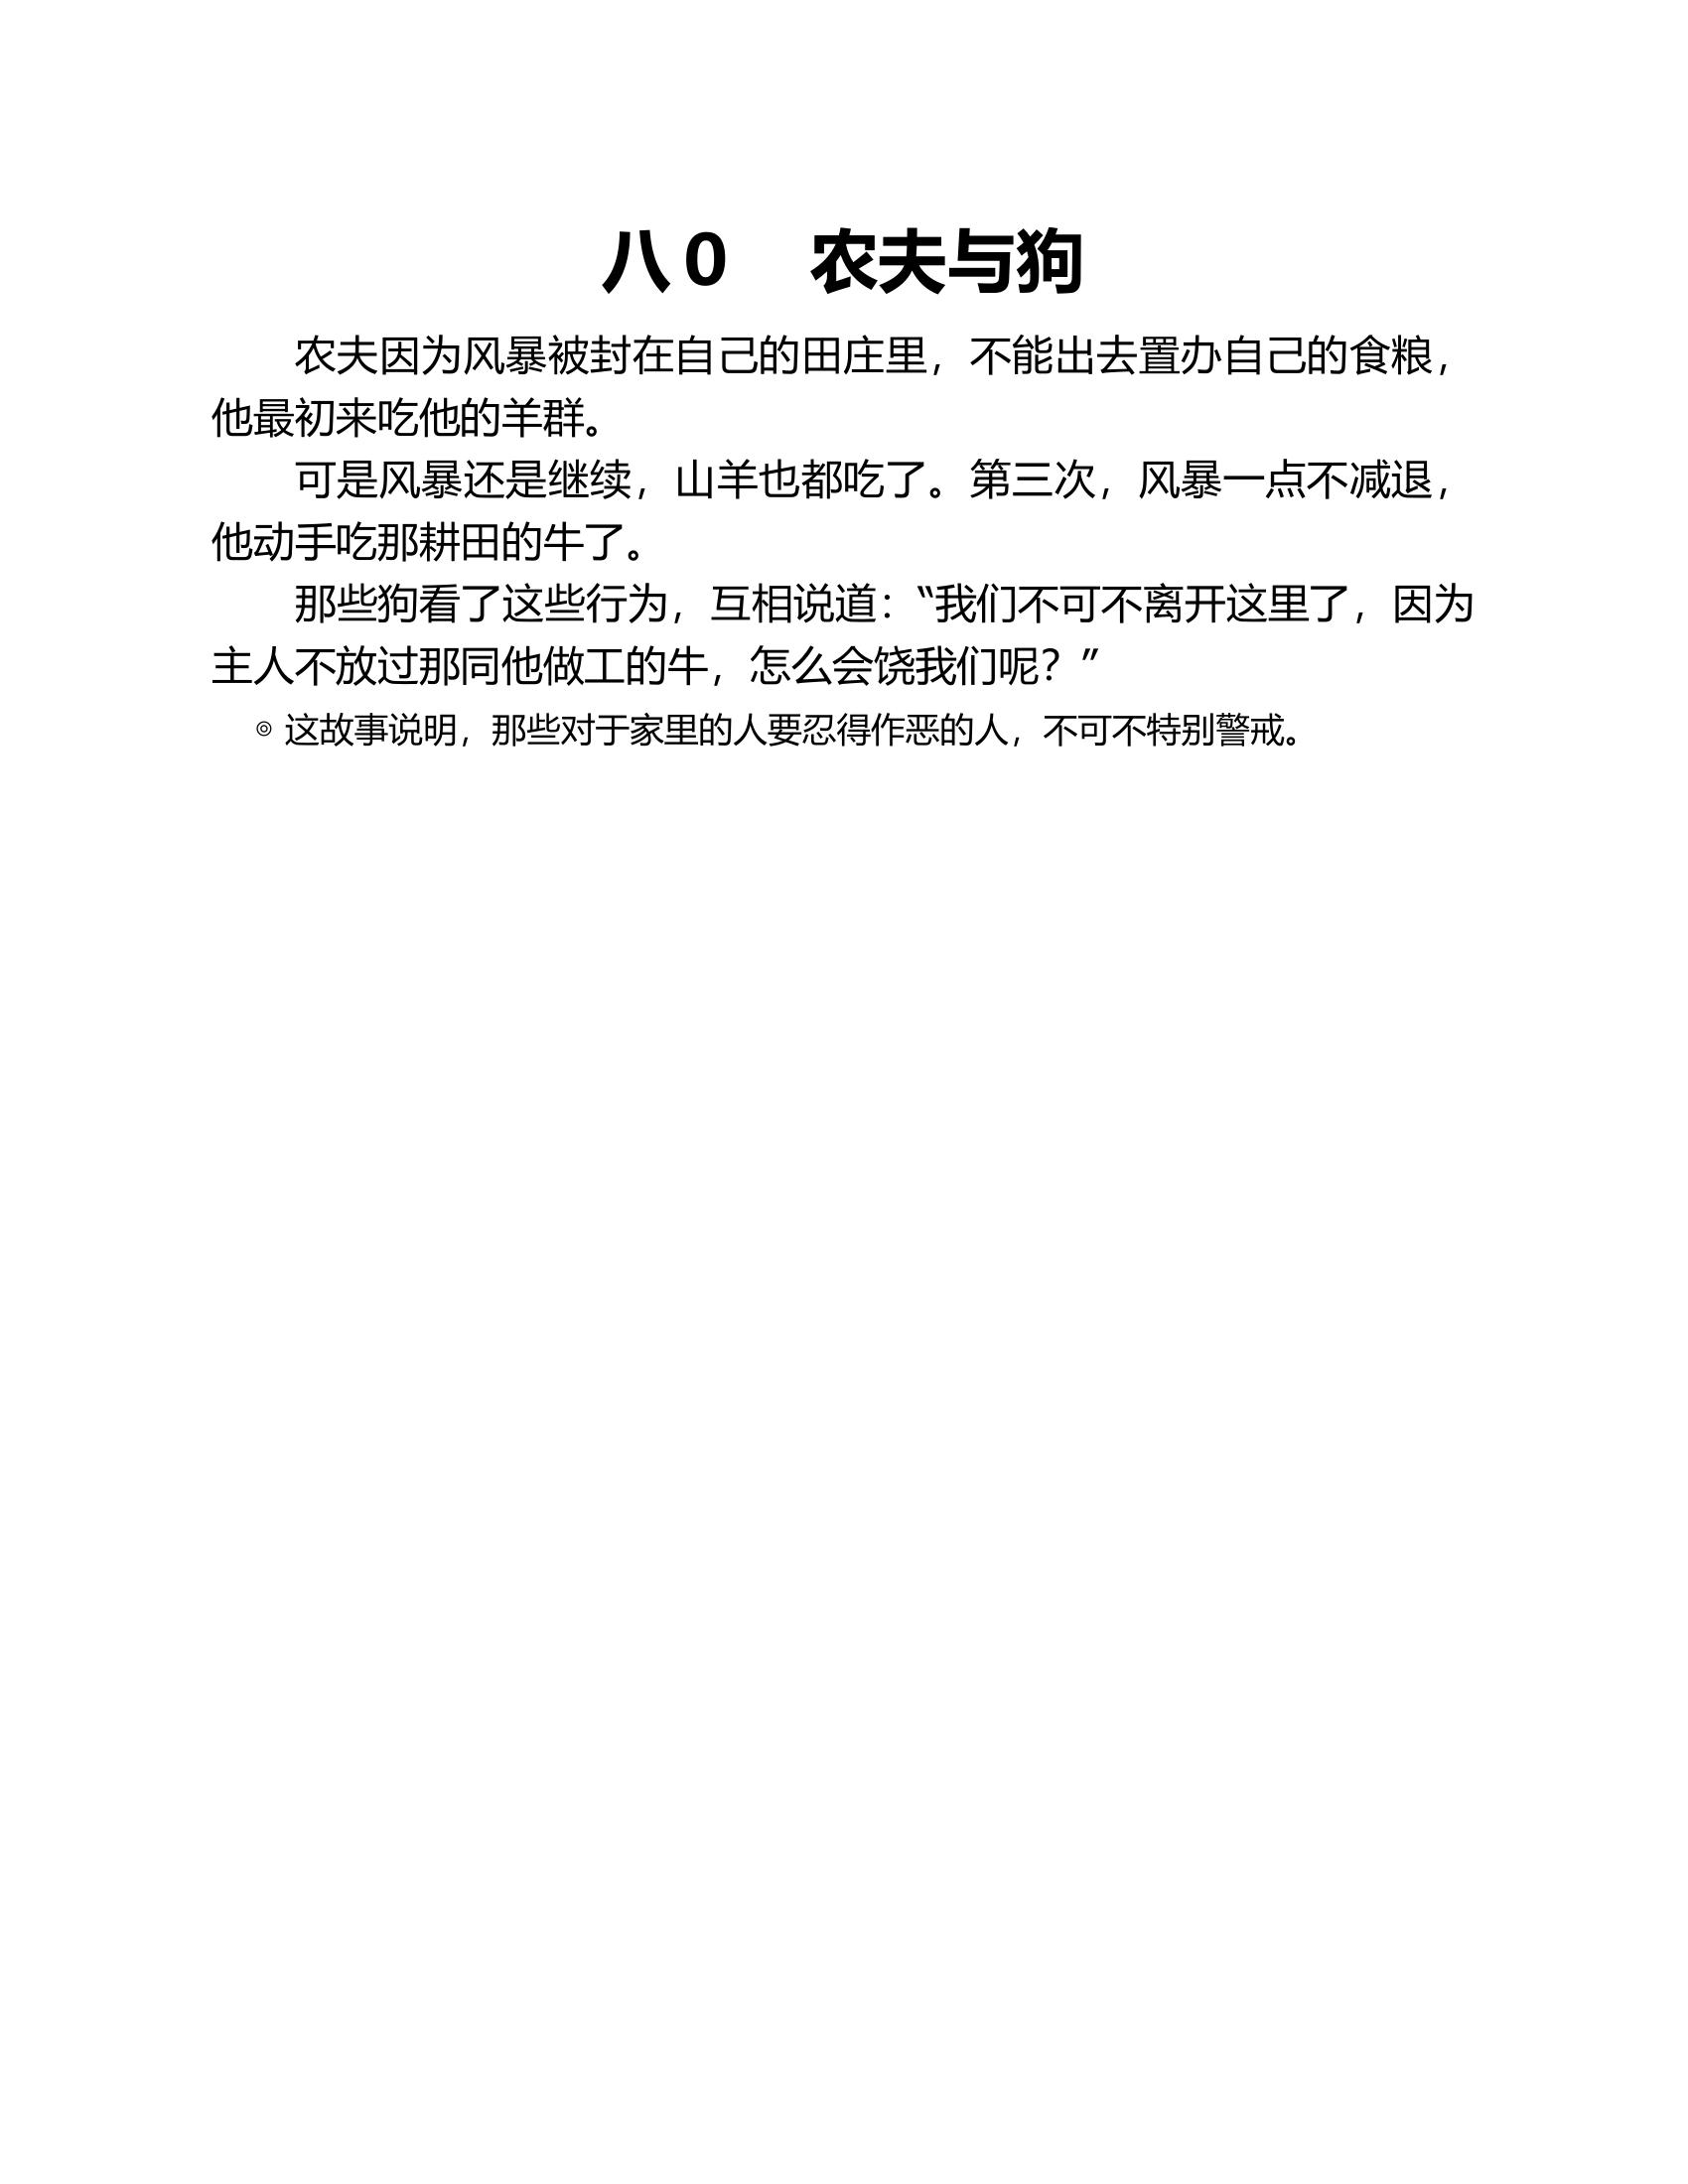 八0　农夫与狗
农夫因为风暴被封在自己的田庄里，不能出去置办自己的食粮，
他最初来吃他的羊群。
可是风暴还是继续，山羊也都吃了。第三次，风暴一点不减退，
他动手吃那耕田的牛了。
那些狗看了这些行为，互相说道：“我们不可不离开这里了，因为
主人不放过那同他做工的牛，怎么会饶我们呢？”
◎ 这故事说明，那些对于家里的人要忍得作恶的人，不可不特别警戒。